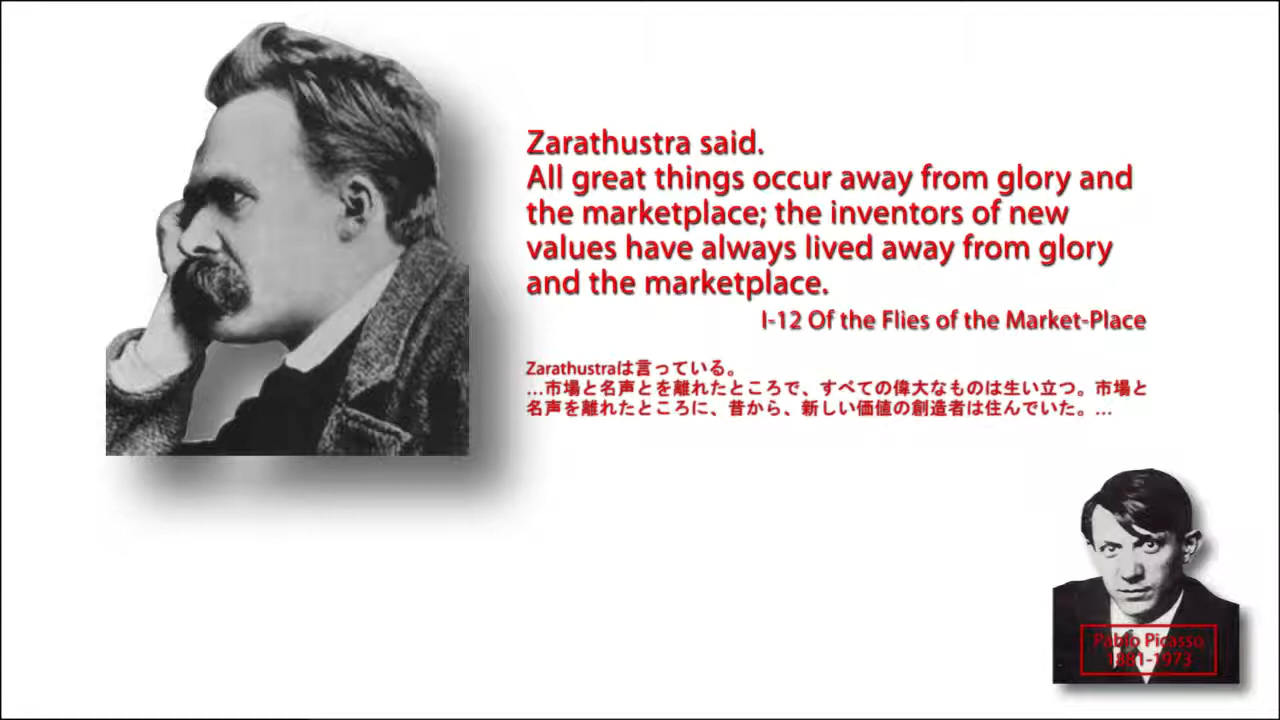 Zarathustra said.
All great things occur away from glory and
the marketplace; the inventors of new
values have always lived away from glory
and the marketplace.
I-12 Of the Flies of the Market-Place
Zarathustraは言っている。
…市場と名声とを離れたところで、すべての偉大なものは生い立つ。市場と
名声を離れたところに、昔から、新しい価値の創造者は住んでいた。…
Pablo Picasso
1881-1973